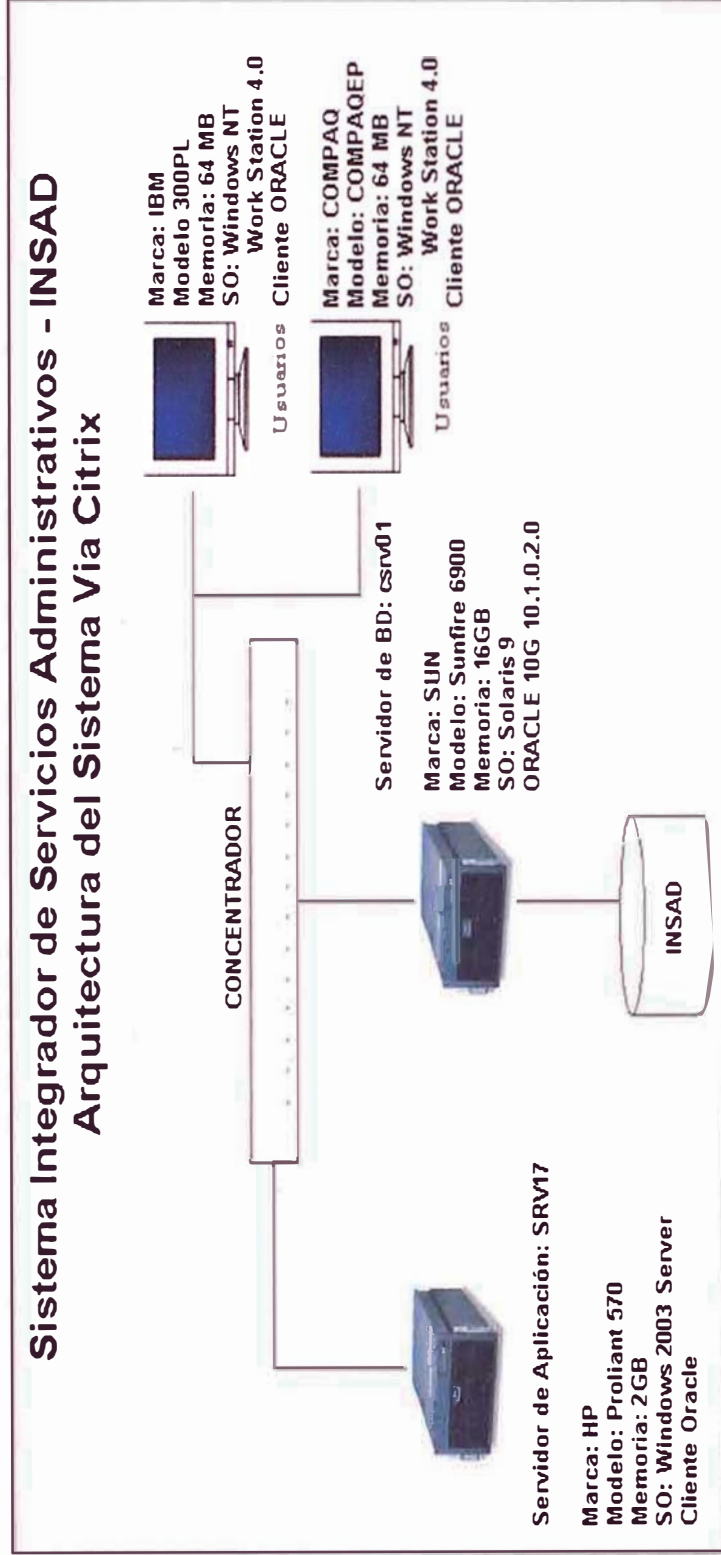 Sistema Integrador de Servicios Administrativos - INSAD
Arquitectura del Sistema Via Citrix
CONCENTRADOR
Usuarios
Marca: IBM
Modelo 300PL
Memoria: 64 MB
SO: Windows NT
Work Station 4.0
Cliente ORACLE
Usuarios
Marca: COMPAQ
Modelo: COMPAQEP
Memoria: 64 MB
SO: Windows NT
Work Station 4.0
Cliente ORACLE
Servidor de BD: csrv01
Marca: SUN
Modelo: Sunfire 6900
Memoria: 16GB
SO: Solaris 9
ORACLE 10G 10.1.0.2.0
INSAD
Servidor de Aplicación: SRV17
Marca: HP
Modelo: Proliant 570
Memoria: 2GB
SO: Windows 2003 Server
Cliente Oracle